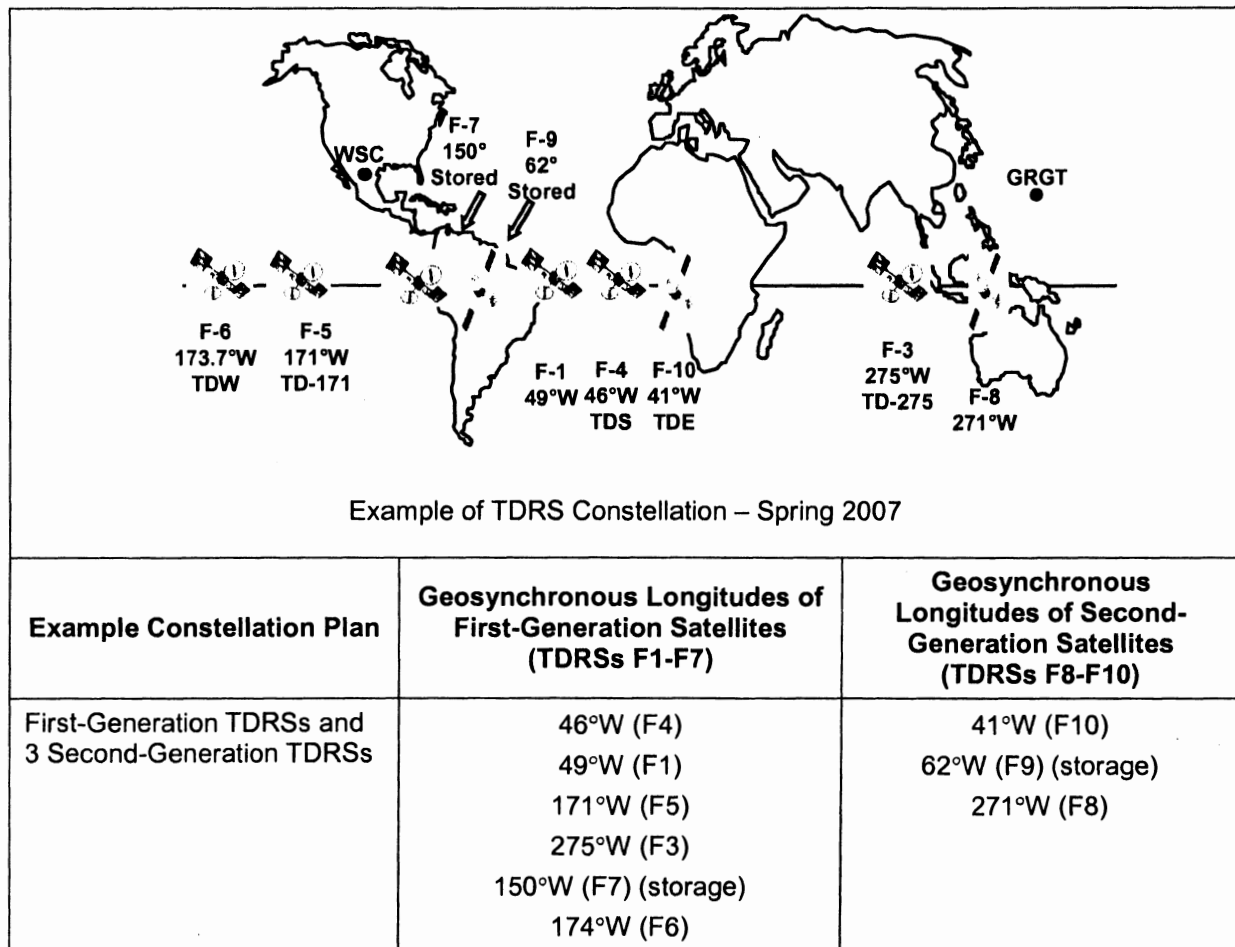 F-7
150°
Stored
F-9
62°
Stored
WSC
GRGT
F-6
173.7°W
TDW
F-5
171°W
TD-171
F-1
49°W
F-4
46°W
TDS
F-10
41°W
TDE
F-3
275°W
TD-275
F-8
271°W
Example of TDRS Constellation – Spring 2007
Example Constellation Plan
Geosynchronous Longitudes of
First-Generation Satellites
(TDRSs F1-F7)
Geosynchronous
Longitudes of Second-
Generation Satellites
(TDRSs F8-F10)
First-Generation TDRSs and
3 Second-Generation TDRSs
46°W (F4)
49°W (F1)
171°W (F5)
275°W (F3)
150°W (F7) (storage)
174°W (F6)
41°W (F10)
62°W (F9) (storage)
271°W (F8)